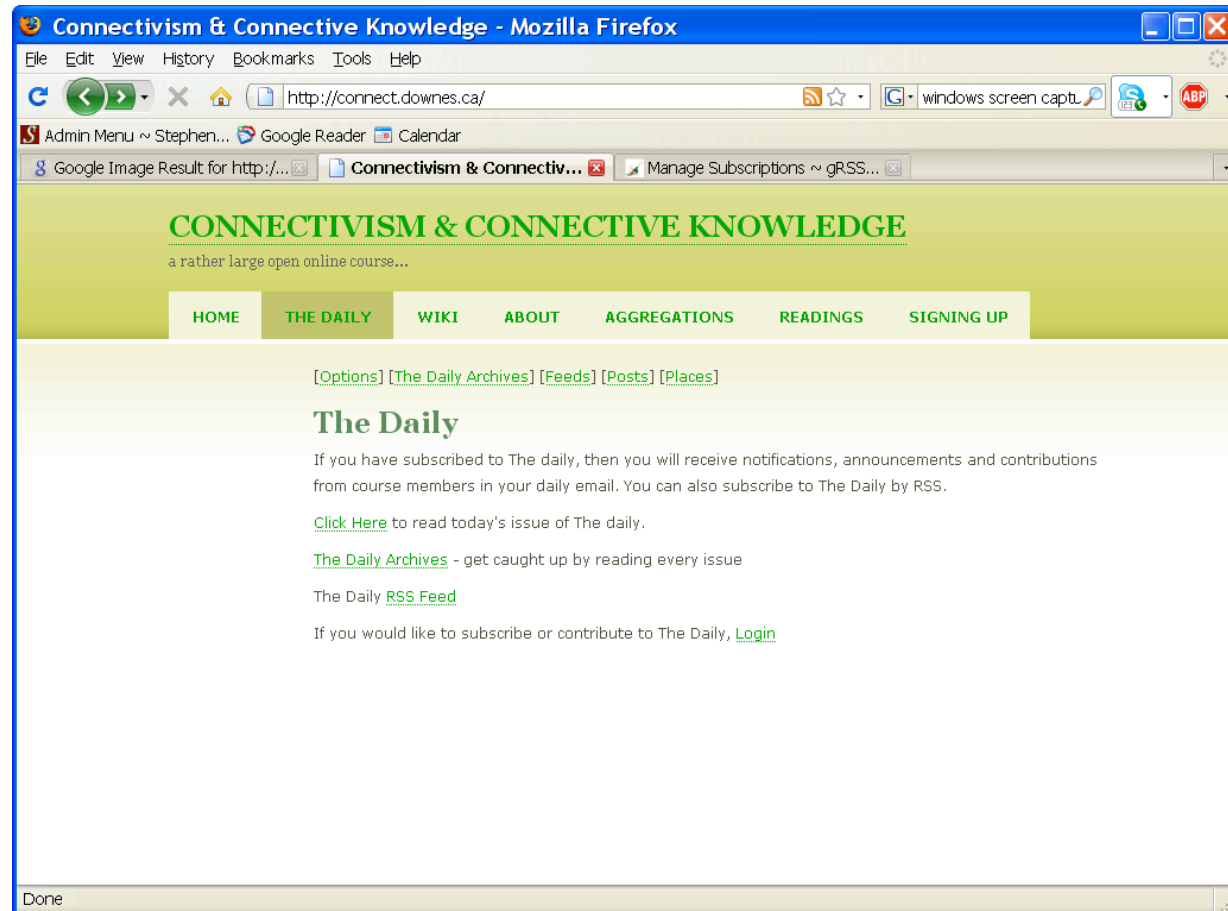 Connectivism & Connective Knowledge - Mozilla Firefox
File Edit View History Bookmarks Tools Help
http://connect.downes.ca/ G windows screen captu ABP
S Admin Menu ~ Stephen... Google Reader Calendar
Google Image Result for http:/... Connectivism & Connectiv... Manage Subscriptions ~ gRSS...
CONNECTIVISM & CONNECTIVE KNOWLEDGE
a rather large open online course...
HOME THE DAILY WIKI ABOUT AGGREGATIONS READINGS SIGNING UP
[Options] [The Daily Archives] [Feeds] [Posts] [Places]
The Daily
If you have subscribed to The daily, then you will receive notifications, announcements and contributions
from course members in your daily email. You can also subscribe to The Daily by RSS.
Click Here to read today's issue of The daily.
The Daily Archives - get caught up by reading every issue
The Daily RSS Feed
If you would like to subscribe or contribute to The Daily, Login
Done